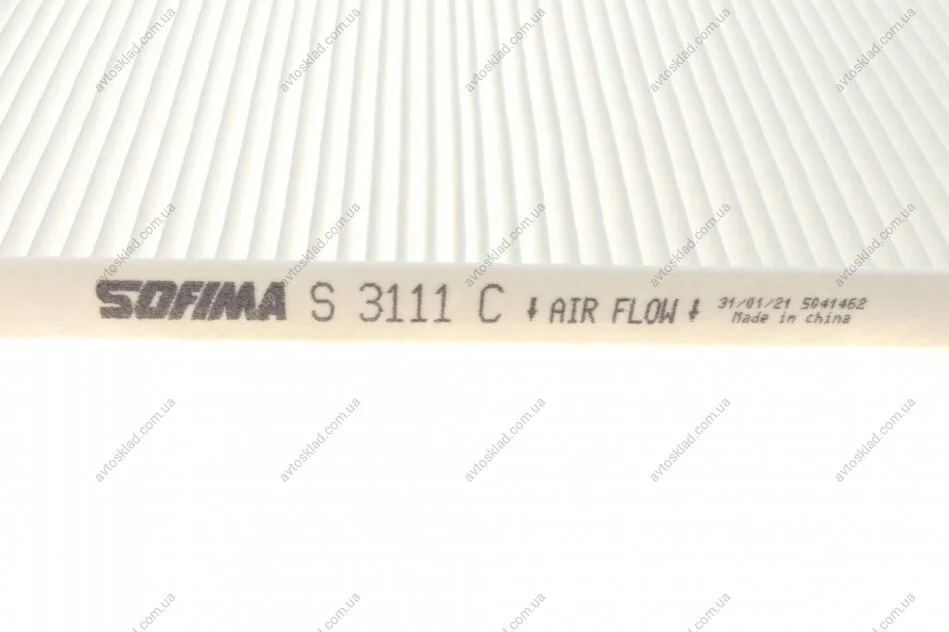 SOFIMA S 3111 C ↓ AIR FLOW ↓ 31/01/21 5041462
Made in china
avtosklad.com.ua